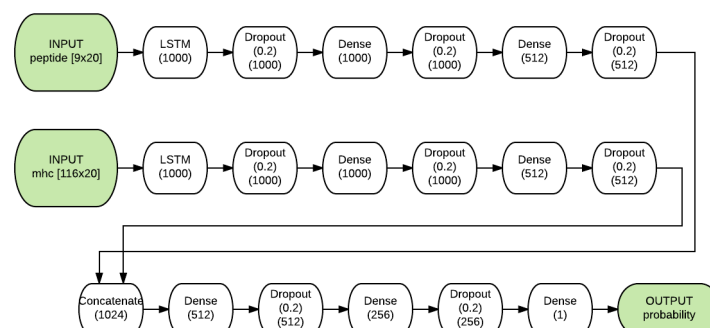 INPUT
peptide [9x20]
LSTM
(1000)
Dropout
(0.2)
(1000)
Dense
(1000)
Dropout
(0.2)
(1000)
Dense
(512)
Dropout
(0.2)
(512)
INPUT
mhc [116x20]
LSTM
(1000)
Dropout
(0.2)
(1000)
Dense
(1000)
Dropout
(0.2)
(1000)
Dense
(512)
Dropout
(0.2)
(512)
Concatenate
(1024)
Dense
(512)
Dropout
(0.2)
(512)
Dense
(256)
Dropout
(0.2)
(256)
Dense
(1)
OUTPUT
probability